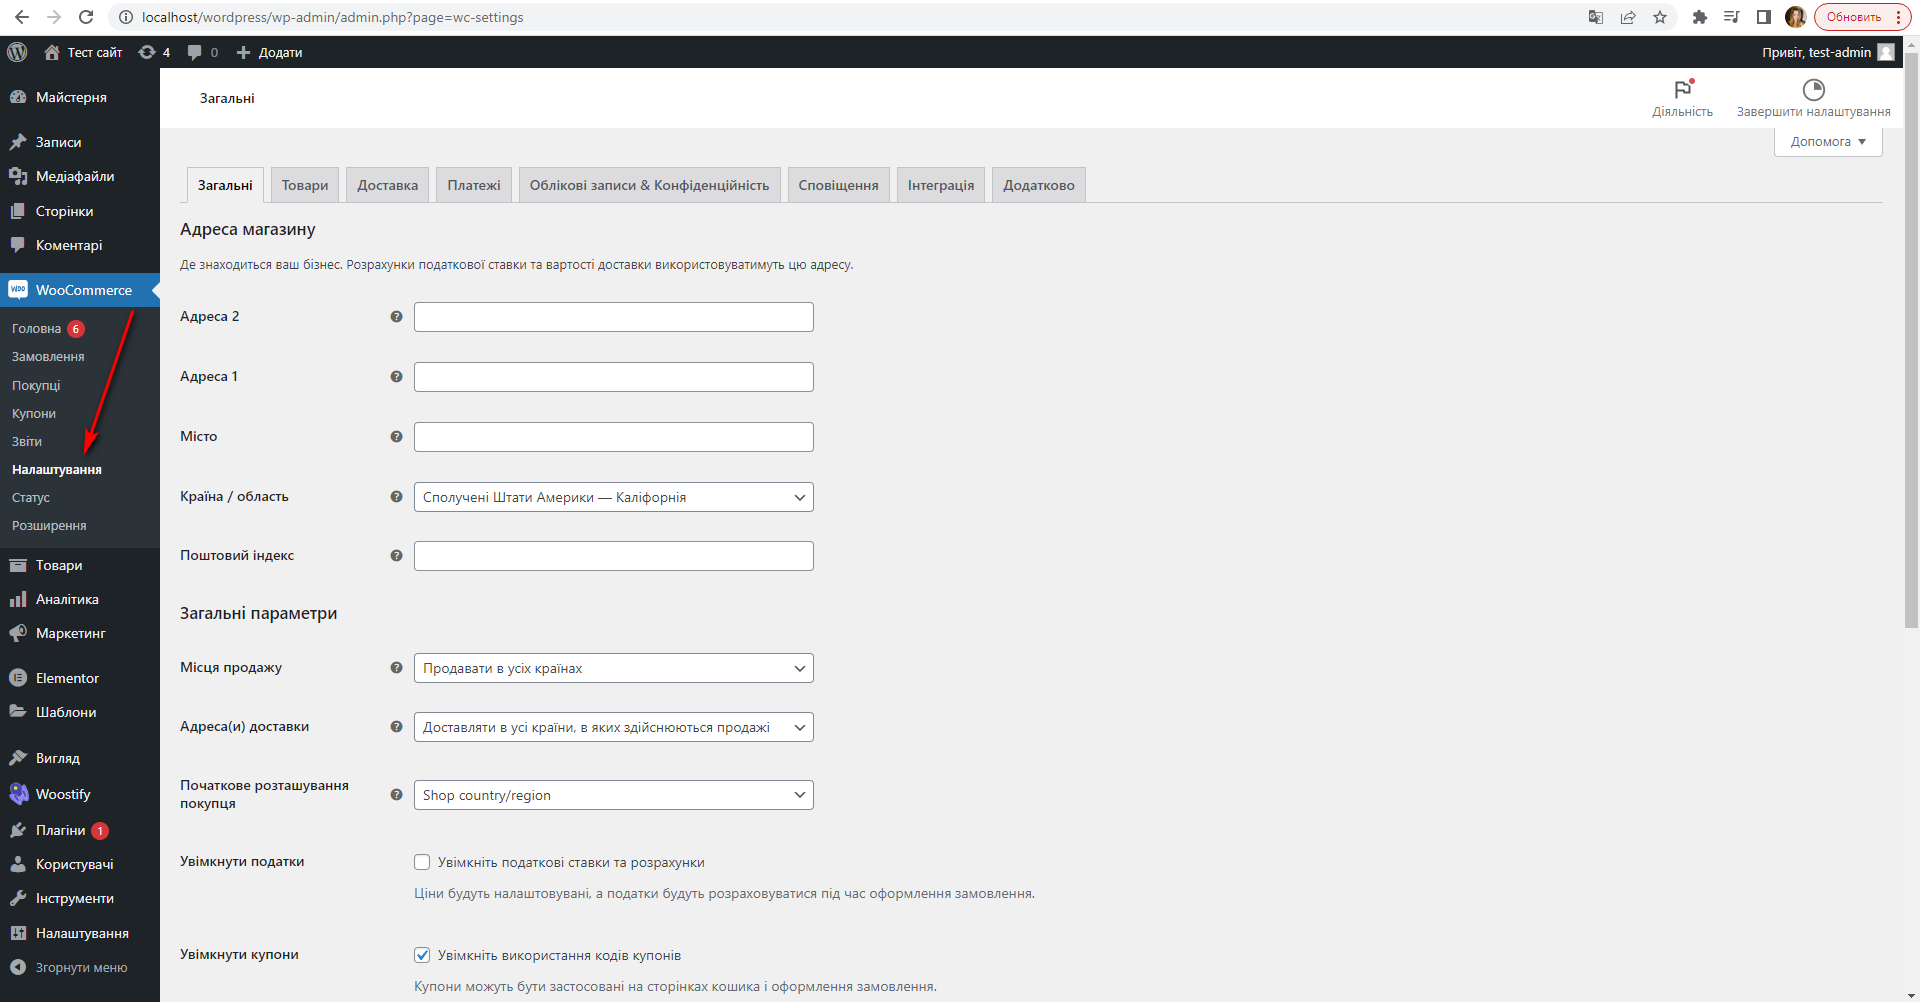 localhost/wordpress/wp-admin/admin.php?page=wc-settings
Обновить
Тест сайт
4
0
Додати
Привіт, test-admin
Майстерня
Записи
Медіафайли
Сторінки
Коментарі
WooCommerce
Головна 6
Замовлення
Покупці
Купони
Звіти
Налаштування
Статус
Розширення
Товари
Аналітика
Маркетинг
Elementor
Шаблони
Вигляд
Woostify
Плагіни 1
Користувачі
Інструменти
Налаштування
Згорнути меню
Загальні
Діяльність
Завершити налаштування
Допомога
Загальні
Товари
Доставка
Платежі
Облікові записи & Конфіденційність
Сповіщення
Інтеграція
Додатково
Адреса магазину
Де знаходиться ваш бізнес. Розрахунки податкової ставки та вартості доставки використовуватимуть цю адресу.
Адреса 2
Адреса 1
Місто
Країна / область
Сполучені Штати Америки — Каліфорнія
Поштовий індекс
Загальні параметри
Місця продажу
Продавати в усіх країнах
Адреса(и) доставки
Доставляти в усі країни, в яких здійснюються продажі
Початкове розташування
покупця
Shop country/region
Увімкнути податки
Увімкніть податкові ставки та розрахунки
Ціни будуть налаштовувані, а податки будуть розраховуватися під час оформлення замовлення.
Увімкнути купони
Увімкніть використання кодів купонів
Купони можуть бути застосовані на сторінках кошика і оформлення замовлення.